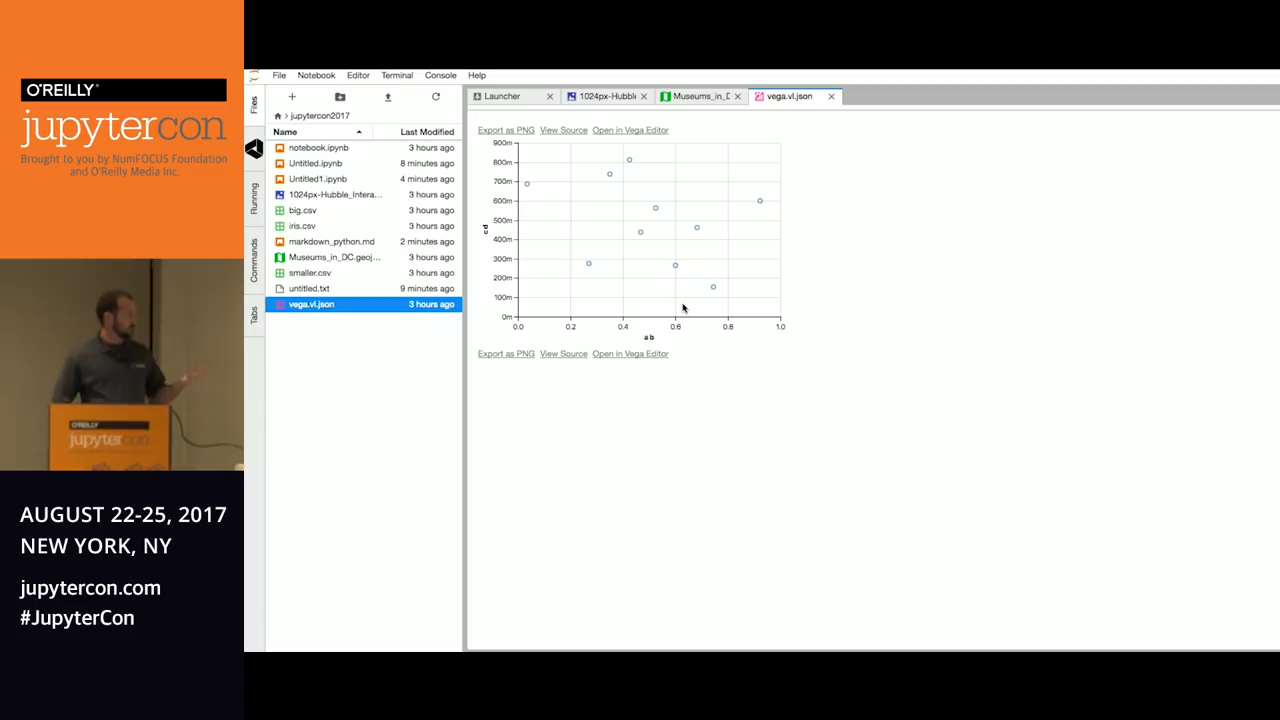 O'REILLY®
jupytercon
Brought to you by NumFOCUS Foundation
and O'Reilly Media Inc.
O'REILLY
jupytercon
AUGUST 22-25, 2017
NEW YORK, NY
jupytercon.com
#JupyterCon
File Notebook Editor Terminal Console Help
Files
Running
Commands
Tabs
jupytercon2017
Name Last Modified
notebook.ipynb 3 hours ago
Untitled.ipynb 8 minutes ago
Untitled1.ipynb 4 minutes ago
1024px-Hubble_Intera... 3 hours ago
big.csv 3 hours ago
iris.csv 3 hours ago
markdown_python.md 2 minutes ago
Museums_in_DC.geoj... 3 hours ago
smaller.csv 3 hours ago
untitled.txt 9 minutes ago
vega.vl.json 3 hours ago
Launcher 1024px-Hubbl Museums_in_D vega.vl.json
Export as PNG View Source Open in Vega Editor
900m
800m
700m
600m
500m
400m
300m
200m
100m
0m
c d
0.0 0.2 0.4 0.6 0.8 1.0
a b
Export as PNG View Source Open in Vega Editor